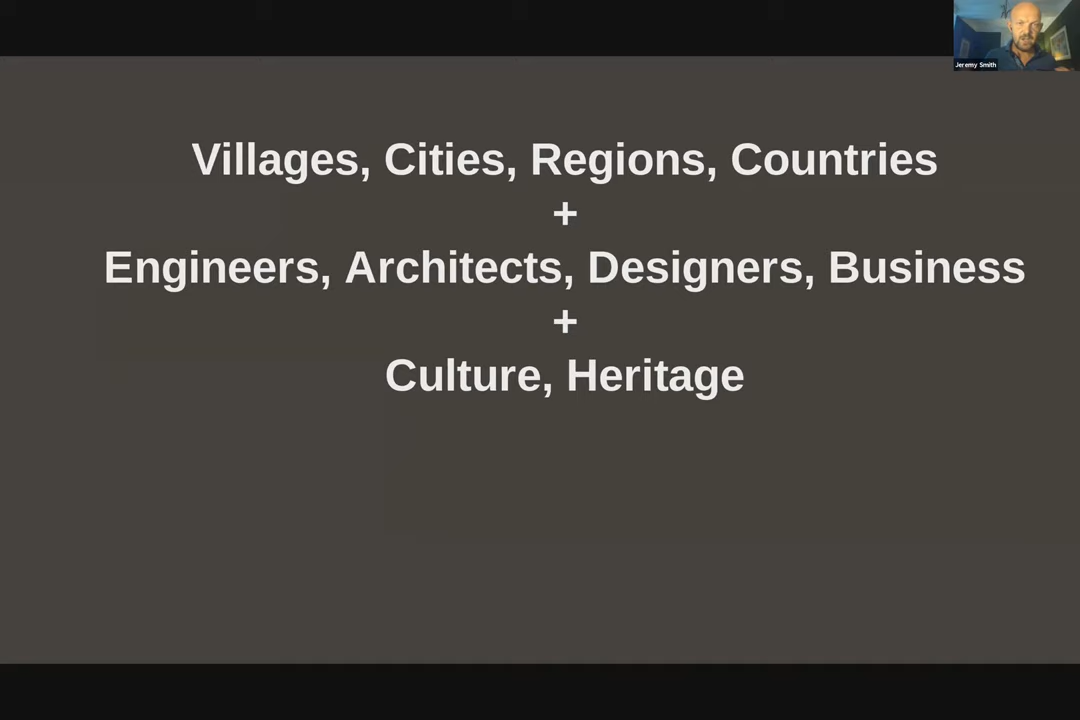 Jeremy Smith
Villages, Cities, Regions, Countries
+
Engineers, Architects, Designers, Business
+
Culture, Heritage